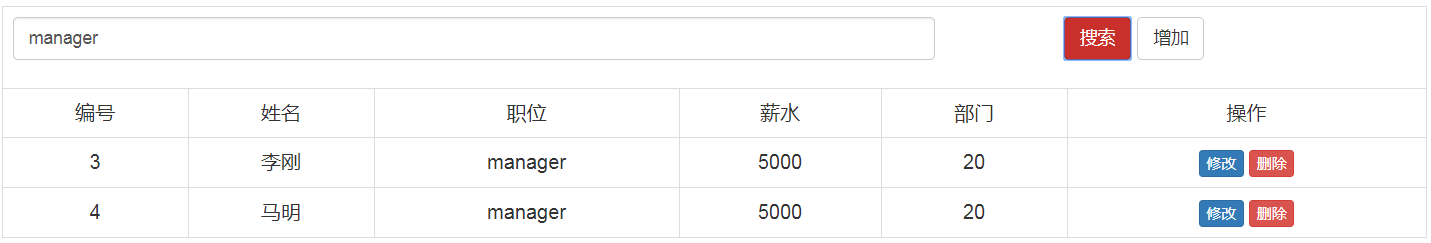 manager 搜索 增加
编号 姓名 职位 薪水 部门 操作
3 李刚 manager 5000 20 修改 删除
4 马明 manager 5000 20 修改 删除